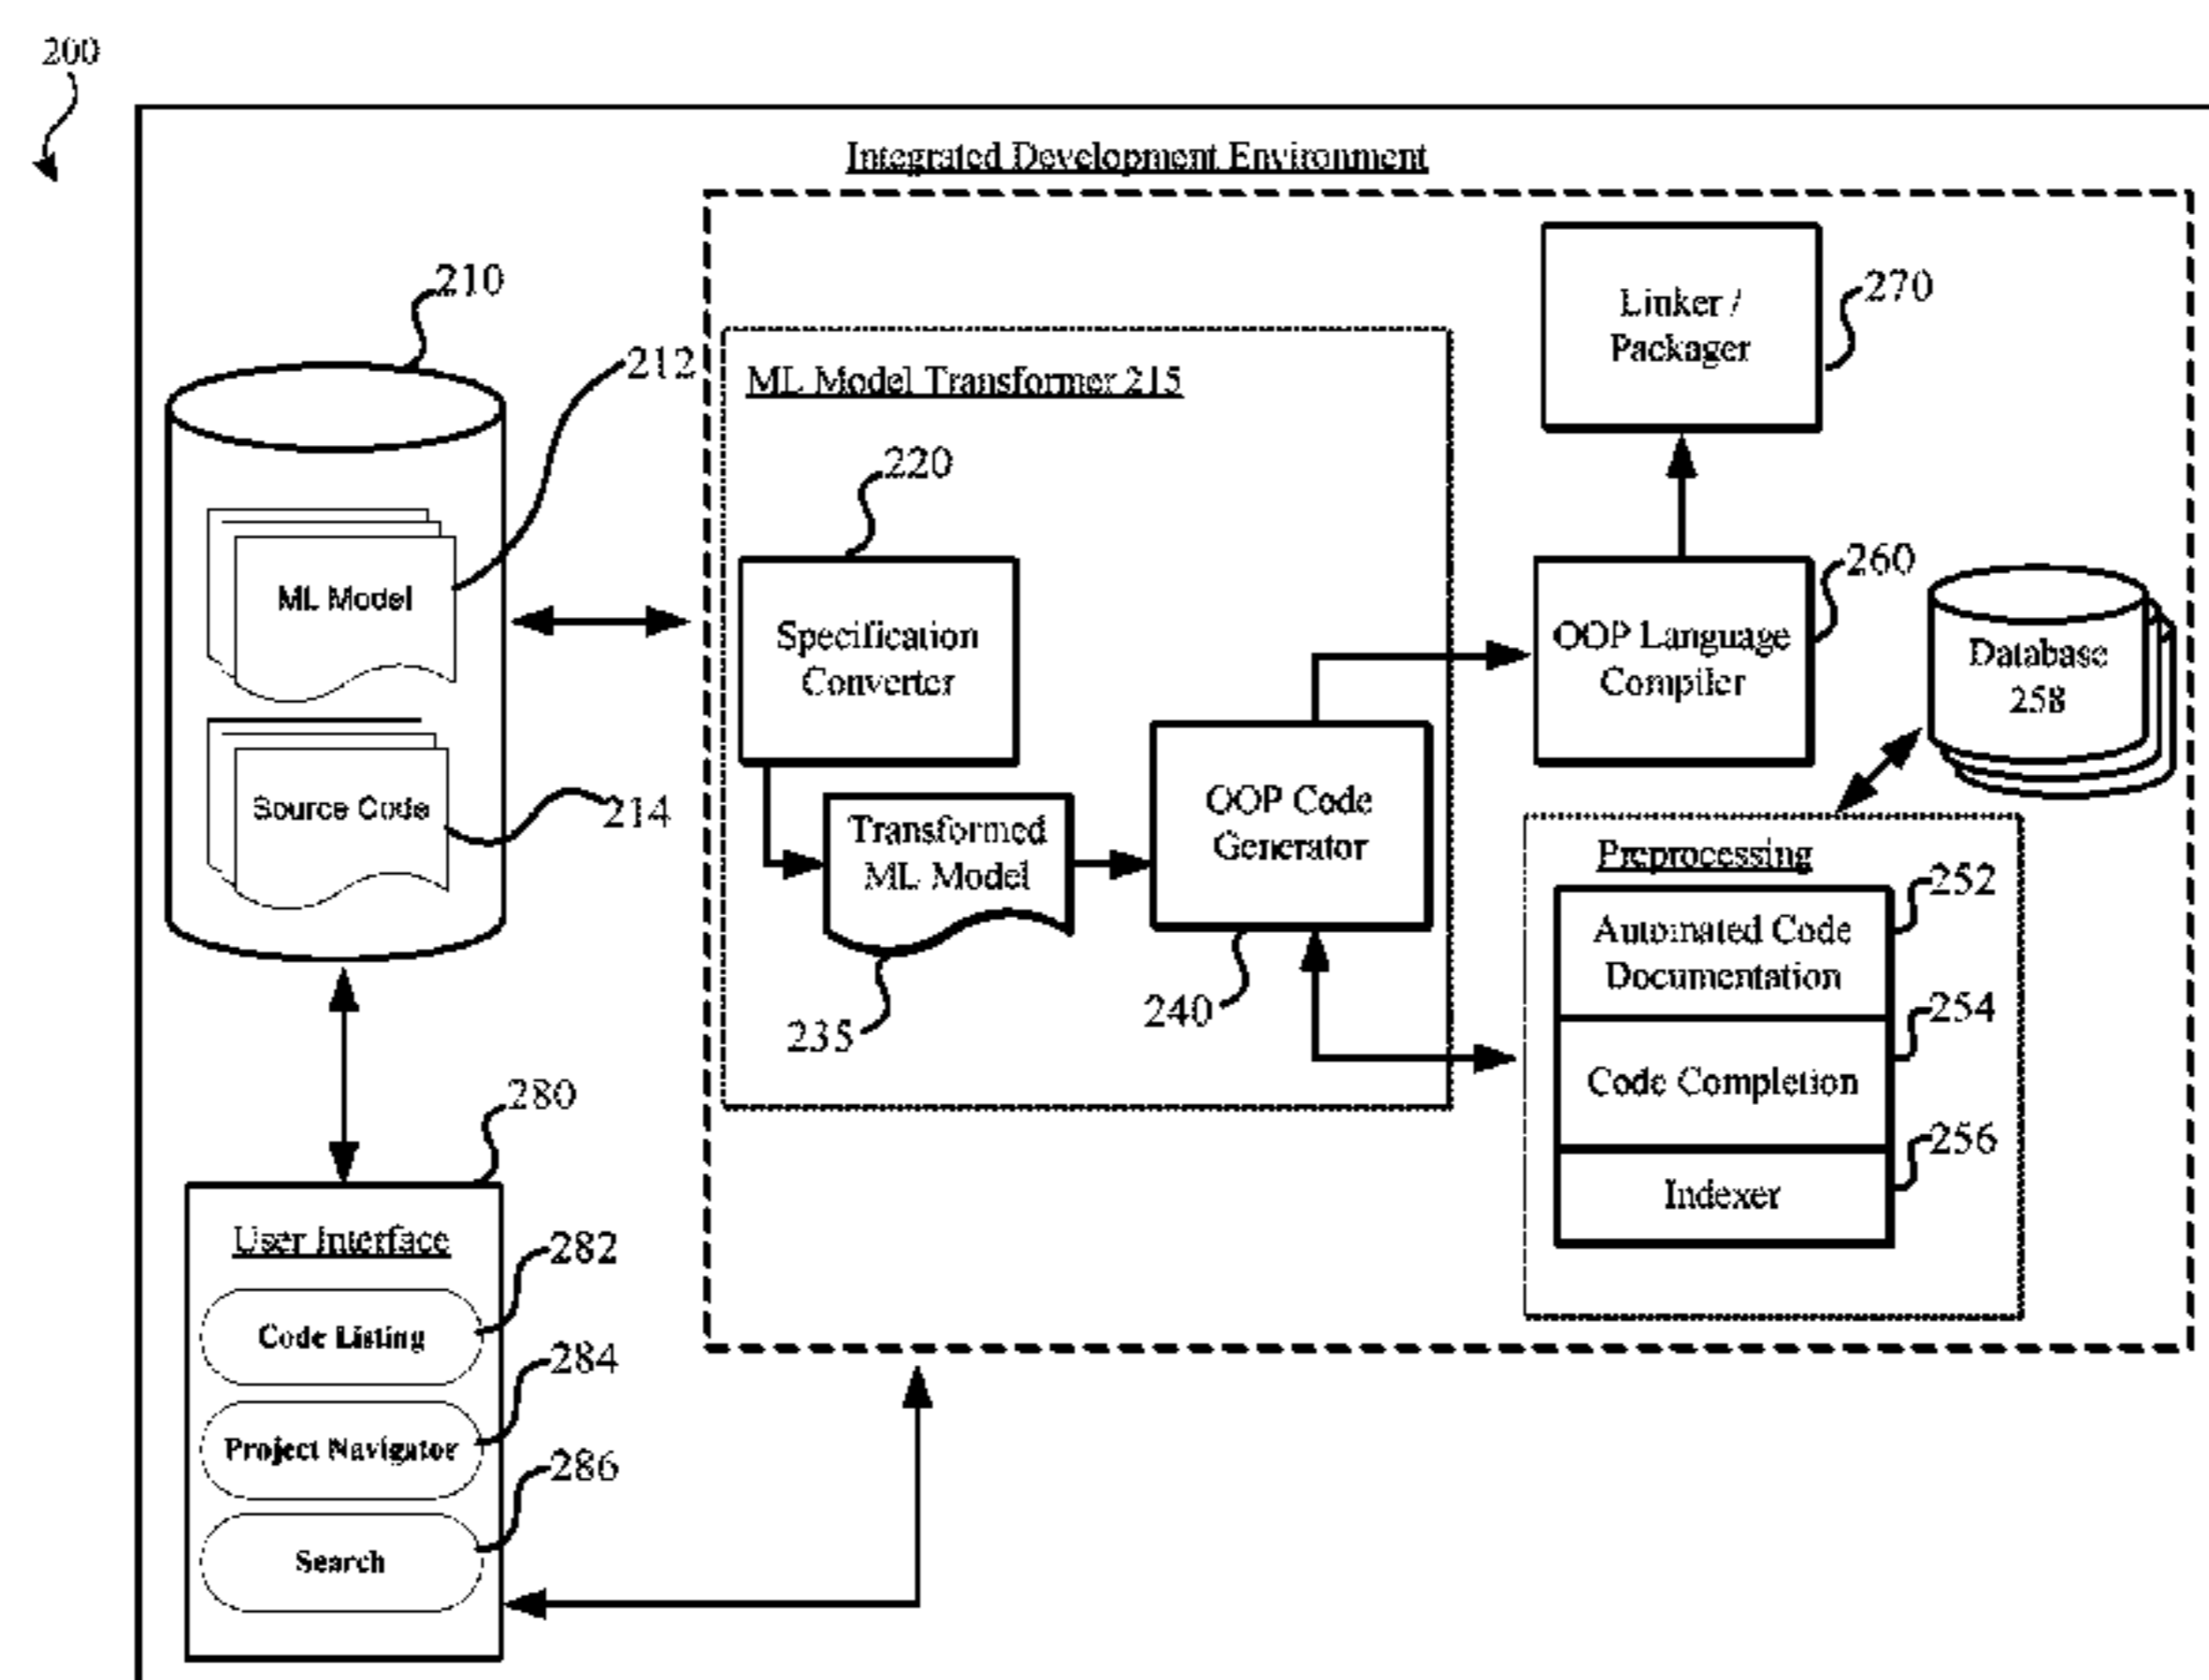 200
Integrated Development Environment
210
212
ML Model
Source Code
214
ML Model Transformer 215
220
Specification
Converter
Transformed
ML Model
235
OOP Code
Generator
240
Linker /
Packager
270
OOP Language
Compiler
260
Database
258
Preprocessing
Automated Code
Documentation
252
Code Completion
254
Indexer
256
280
User Interface
Code Listing
282
Project Navigator
284
Search
286